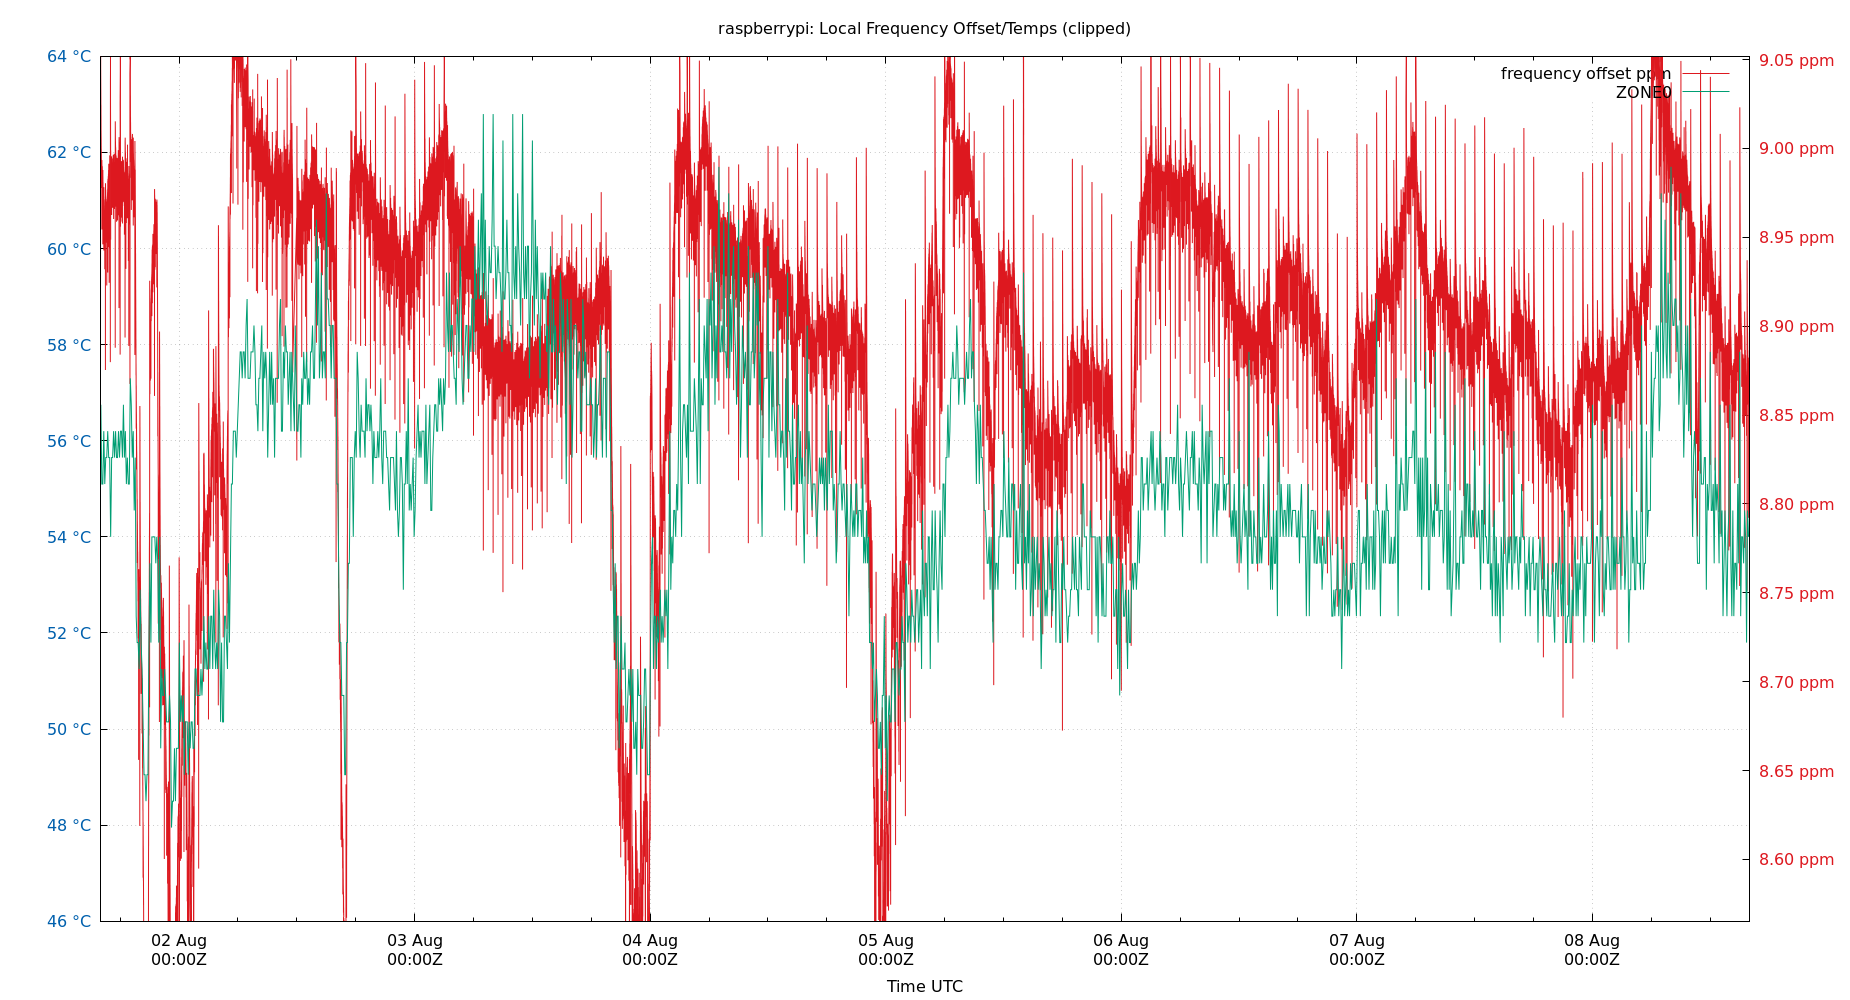 raspberrypi: Local Frequency Offset/Temps (clipped)
64 °C
62 °C
60 °C
58 °C
56 °C
54 °C
52 °C
50 °C
48 °C
46 °C
frequency offset ppm
ZONE0
9.05 ppm
9.00 ppm
8.95 ppm
8.90 ppm
8.85 ppm
8.80 ppm
8.75 ppm
8.70 ppm
8.65 ppm
8.60 ppm
02 Aug
00:00Z
03 Aug
00:00Z
04 Aug
00:00Z
05 Aug
00:00Z
06 Aug
00:00Z
07 Aug
00:00Z
08 Aug
00:00Z
Time UTC